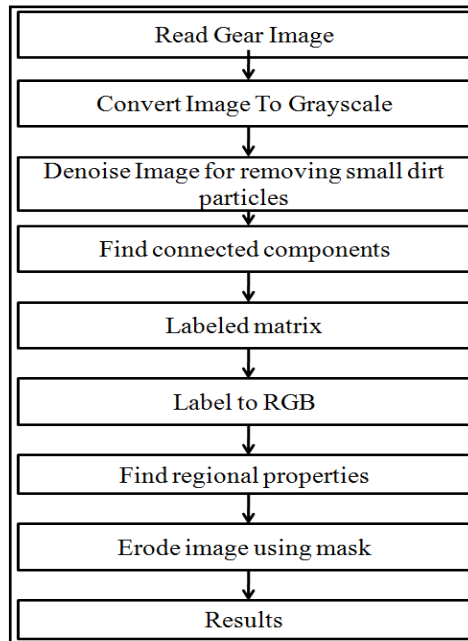 Read Gear Image
Convert Image To Grayscale
Denoise Image for removing small dirt
particles
Find connected components
Labeled matrix
Label to RGB
Find regional properties
Erode image using mask
Results